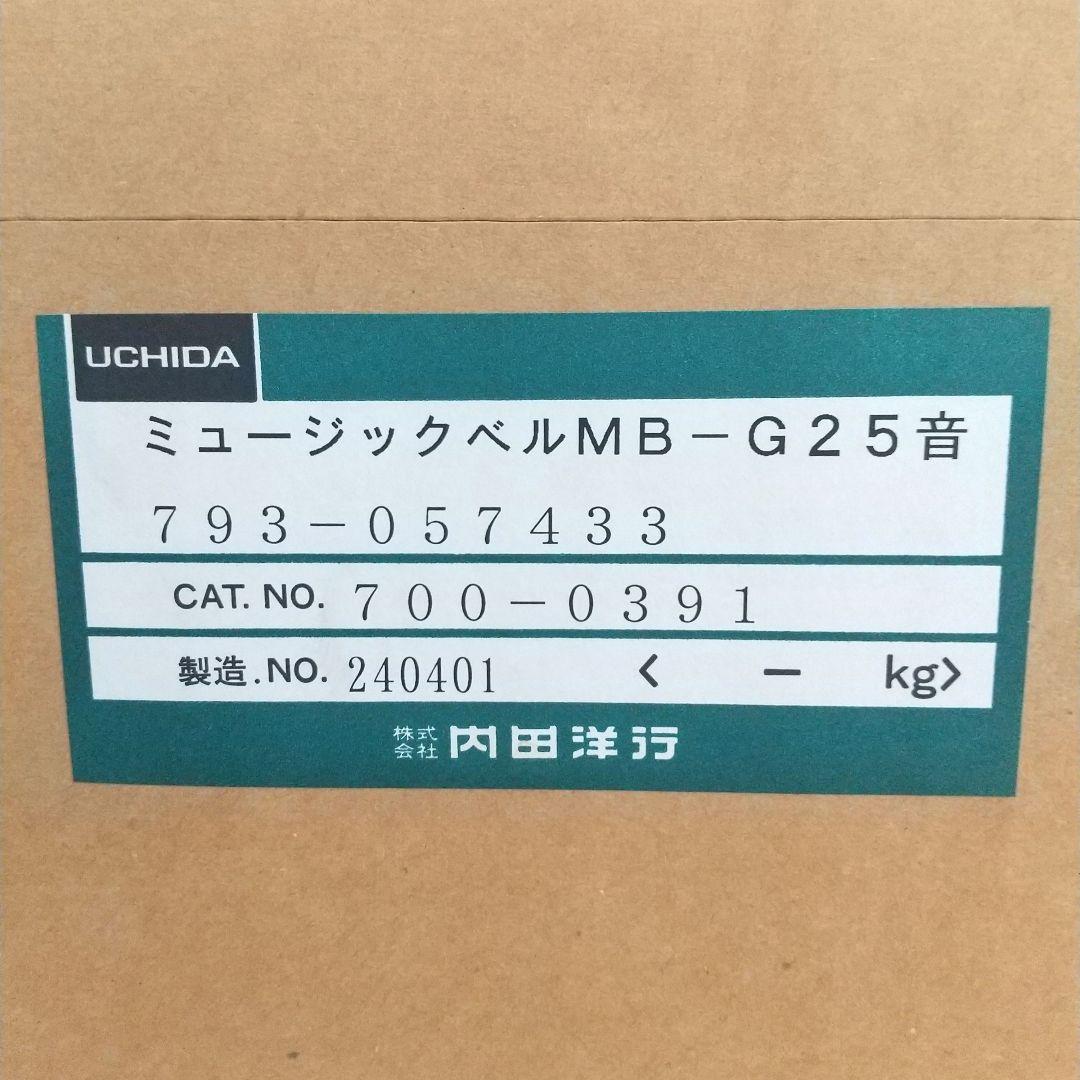 UCHIDA
ミュージックベルMB－G25音
793－057433
CAT. NO. 700－0391
製造.NO. 240401 〈 － kg〉
株式会社 内田洋行